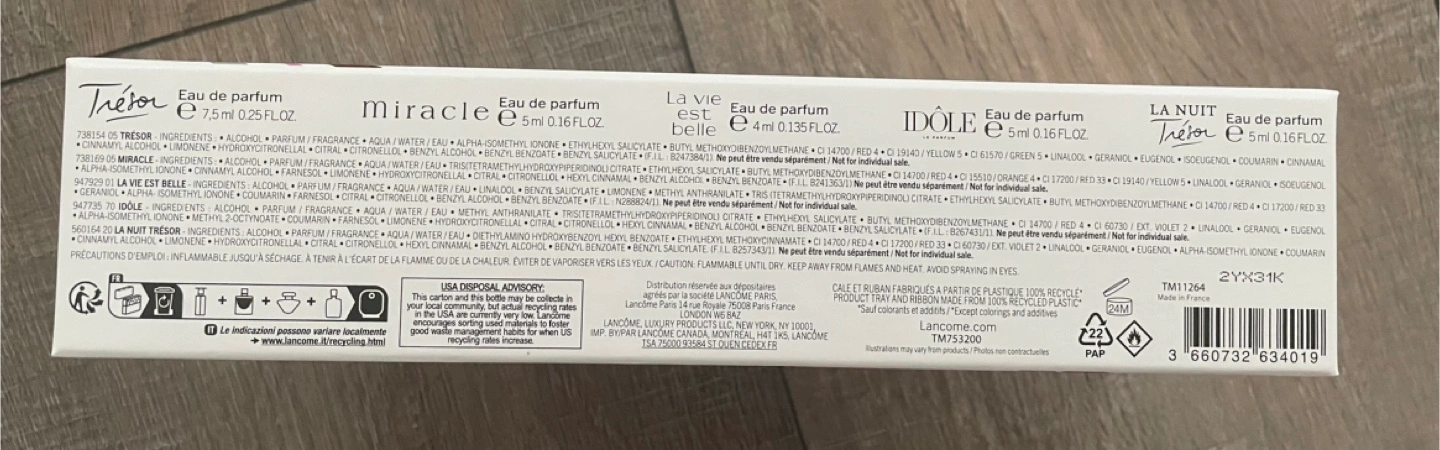 Trésor Eau de parfum
e 7,5 ml 0.25 FL.OZ.
miracle Eau de parfum
e 5 ml 0.16 FL.OZ.
La vie
est
belle
Eau de parfum
e 4 ml 0.135 FL.OZ.
IDÔLE
LE PARFUM
Eau de parfum
e 5 ml 0.16 FL.OZ.
LA NUIT
Trésor
Eau de parfum
e 5 ml 0.16 FL.OZ.
738154 05 TRÉSOR - INGREDIENTS : • ALCOHOL • PARFUM / FRAGRANCE • AQUA / WATER / EAU • ALPHA-ISOMETHYL IONONE • ETHYLHEXYL SALICYLATE • BUTYL METHOXYDIBENZOYLMETHANE • CI 14700 / RED 4 • CI 19140 / YELLOW 5 • CI 61570 / GREEN 5 • LINALOOL • GERANIOL • EUGENOL • ISOEUGENOL • COUMARIN • CINNAMAL
• CINNAMYL ALCOHOL • LIMONENE • HYDROXYCITRONELLAL • CITRAL • CITRONELLOL • BENZYL ALCOHOL • BENZYL BENZOATE • BENZYL SALICYLATE • (F.I.L : B247384/1). Ne peut être vendu séparément / Not for individual sale.
738169 05 MIRACLE - INGREDIENTS : • ALCOHOL • PARFUM / FRAGRANCE • AQUA / WATER / EAU • TRIS(TETRAMETHYLHYDROXYPIPERIDINOL) CITRATE • ETHYLHEXYL SALICYLATE • BUTYL METHOXYDIBENZOYLMETHANE • CI 14700 / RED 4 • CI 15510 / ORANGE 4 • CI 17200 / RED 33 • CI 19140 / YELLOW 5 • LINALOOL • GERANIOL • ISOEUGENOL
• ALPHA-ISOMETHYL IONONE • CINNAMYL ALCOHOL • FARNESOL • LIMONENE • HYDROXYCITRONELLAL • CITRAL • CITRONELLOL • HEXYL CINNAMAL • BENZYL ALCOHOL • BENZYL BENZOATE • (F.I.L. B241363/1) Ne peut être vendu séparément / Not for individual sale.
947929 01 LA VIE EST BELLE - INGREDIENTS : ALCOHOL • PARFUM / FRAGRANCE • AQUA / WATER / EAU • LINALOOL • BENZYL SALICYLATE • LIMONENE • METHYL ANTHRANILATE • TRIS (TETRAMETHYLHYDROXYPIPERIDINOL) CITRATE • ETHYLHEXYL SALICYLATE • BUTYL METHOXYDIBENZOYLMETHANE • CI 14700 / RED 4 • CI 17200 / RED 33
• GERANIOL • ALPHA- ISOMETHYL IONONE • COUMARIN • FARNESOL • CITRAL • CITRONELLOL • BENZYL ALCOHOL • BENZYL BENZOATE • (F.I.L. : N288824/1). Ne peut être vendu séparément / Not for individual sale.
947735 70 IDÔLE - INGREDIENTS : ALCOHOL • PARFUM / FRAGRANCE • AQUA / WATER / EAU • METHYL ANTHRANILATE • TRIS(TETRAMETHYLHYDROXYPIPERIDINOL) CITRATE • ETHYLHEXYL SALICYLATE • BUTYL METHOXYDIBENZOYLMETHANE • CI 14700 / RED 4 • CI 60730 / EXT. VIOLET 2 • LINALOOL • GERANIOL • EUGENOL
• ALPHA-ISOMETHYL IONONE • METHYL 2-OCTYNOATE • COUMARIN • FARNESOL • LIMONENE • HYDROXYCITRONELLAL • CITRAL • CITRONELLOL • HEXYL CINNAMAL • BENZYL ALCOHOL • BENZYL BENZOATE • BENZYL SALICYLATE • (F.I.L : B267431/1). Ne peut être vendu séparément / Not for individual sale.
560164 20 LA NUIT TRÉSOR - INGREDIENTS : ALCOHOL • PARFUM / FRAGRANCE • AQUA / WATER / EAU • DIETHYLAMINO HYDROXYBENZOYL HEXYL BENZOATE • ETHYLHEXYL METHOXYCINNAMATE • CI 14700 / RED 4 • CI 17200 / RED 33 • CI 60730 / EXT. VIOLET 2 • LINALOOL • GERANIOL • EUGENOL • ALPHA-ISOMETHYL IONONE • COUMARIN
• CINNAMYL ALCOHOL • LIMONENE • HYDROXYCITRONELLAL • CITRAL • CITRONELLOL • HEXYL CINNAMAL • BENZYL ALCOHOL • BENZYL BENZOATE • BENZYL SALICYLATE. (F.I.L B257343/1). Ne peut être vendu séparément / Not for individual sale.
PRÉCAUTIONS D'EMPLOI : INFLAMMABLE JUSQU'À SÉCHAGE. À TENIR À L'ÉCART DE LA FLAMME OU DE LA CHALEUR. ÉVITER DE VAPORISER VERS LES YEUX. / CAUTION: FLAMMABLE UNTIL DRY. KEEP AWAY FROM FLAMES AND HEAT. AVOID SPRAYING IN EYES.
FR
+ + + +
IT Le indicazioni possono variare localmente
→ www.lancome.it/recycling.html
USA DISPOSAL ADVISORY:
This carton and this bottle may be collecte in
your local community, but actual recycling rates
in the USA are currently very low. Lancôme
encourages sorting used materials to foster
good waste management habits for when US
recycling rates increase.
Distribution réservée aux dépositaires
agréés par la société LANCÔME PARIS.
Lancôme Paris 14 rue Royale 75008 Paris France
LONDON W6 8AZ
LANCÔME, LUXURY PRODUCTS LLC, NEW YORK, NY 10001,
IMP. BY/PAR LANCÔME CANADA, MONTRÉAL, H4T 1K5, LANCÔME
TSA 75000 93584 ST OUEN CEDEX FR
CALE ET RUBAN FABRIQUÉS A PARTIR DE PLASTIQUE 100% RECYCLÉ*
PRODUCT TRAY AND RIBBON MADE FROM 100% RECYCLED PLASTIC*
*Sauf colorants et additifs / *Except colorings and additives
Lancome.com
TM753200
Illustrations may vary from products / Photos non contractuelles
24M
22
PAP
TM11264
Made in France
2YX31K
3 660732 634019